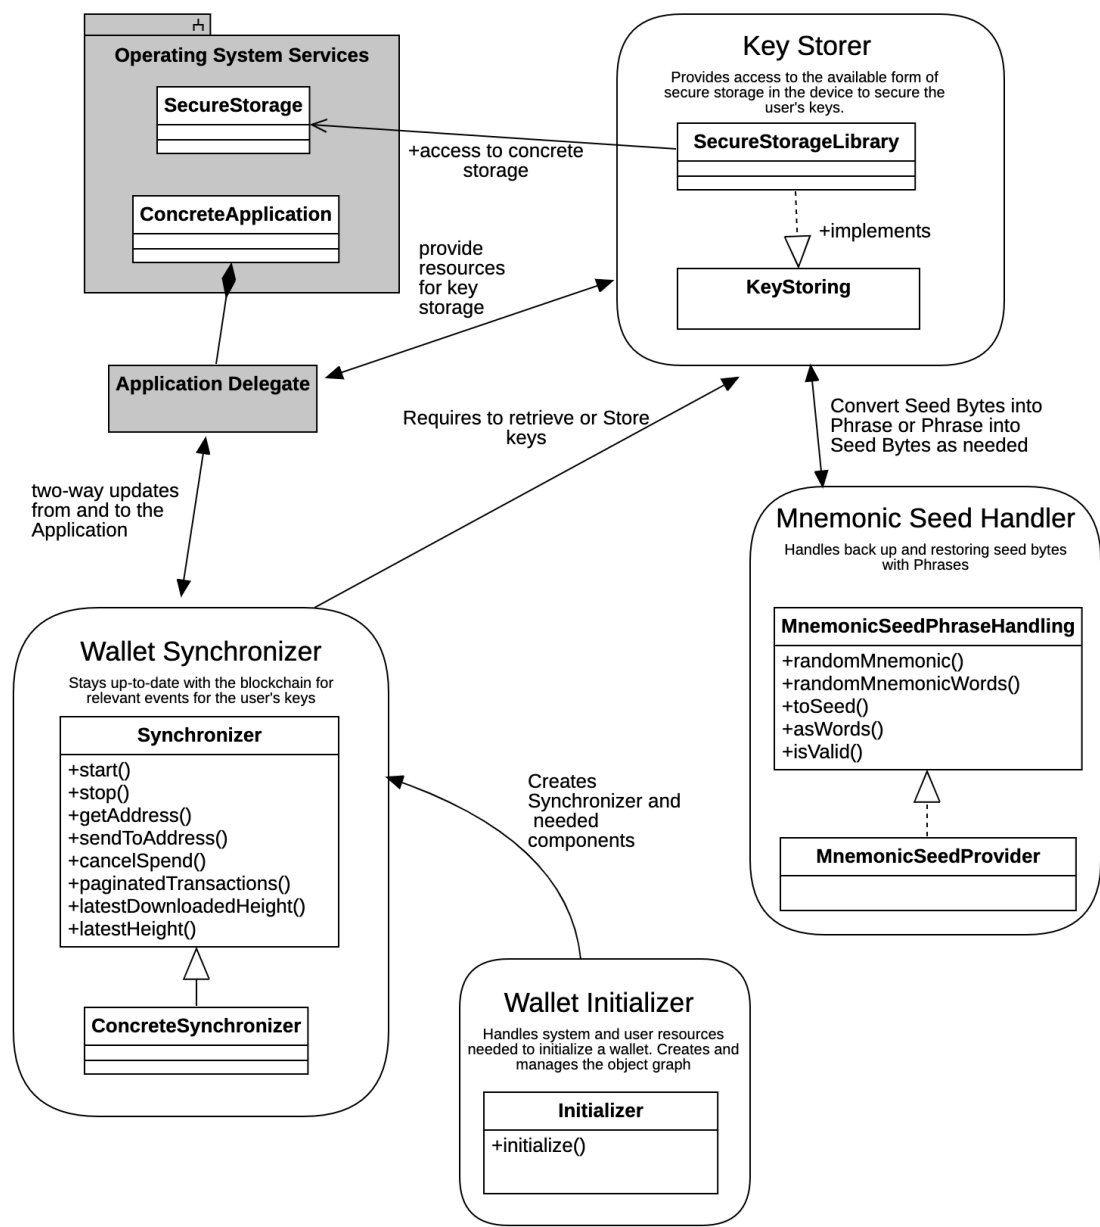 Operating System Services
SecureStorage
ConcreteApplication
Application Delegate
Key Storer
Provides access to the available form of
secure storage in the device to secure the
user's keys.
SecureStorageLibrary
+access to concrete
storage
+implements
KeyStoring
provide
resources
for key
storage
Requires to retrieve or Store
keys
Convert Seed Bytes into
Phrase or Phrase into
Seed Bytes as needed
two-way updates
from and to the
Application
Mnemonic Seed Handler
Handles back up and restoring seed bytes
with Phrases
MnemonicSeedPhraseHandling
+randomMnemonic()
+randomMnemonicWords()
+toSeed()
+asWords()
+isValid()
MnemonicSeedProvider
Wallet Synchronizer
Stays up-to-date with the blockchain for
relevant events for the user's keys
Synchronizer
+start()
+stop()
+getAddress()
+sendToAddress()
+cancelSpend()
+paginatedTransactions()
+latestDownloadedHeight()
+latestHeight()
ConcreteSynchronizer
Creates
Synchronizer and
needed
components
Wallet Initializer
Handles system and user resources
needed to initialize a wallet. Creates and
manages the object graph
Initializer
+initialize()